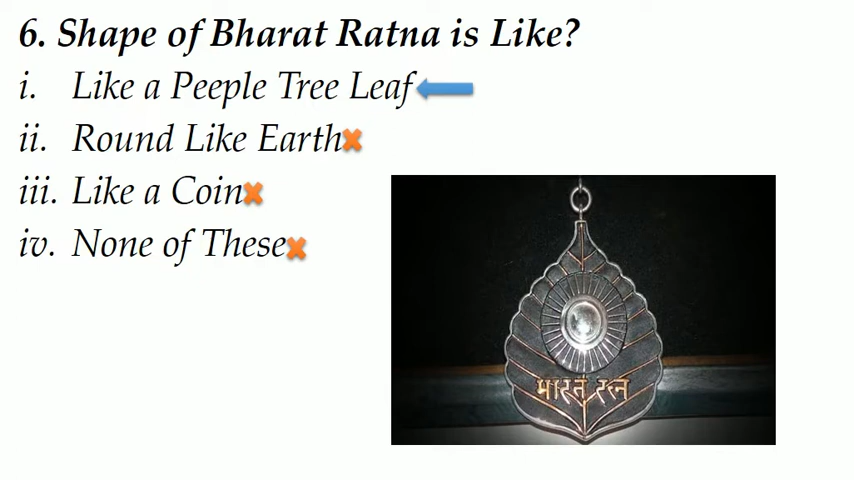 6. Shape of Bharat Ratna is Like?
i. Like a Peeple Tree Leaf
ii. Round Like Earth
iii. Like a Coin
iv. None of These
भारत रत्न